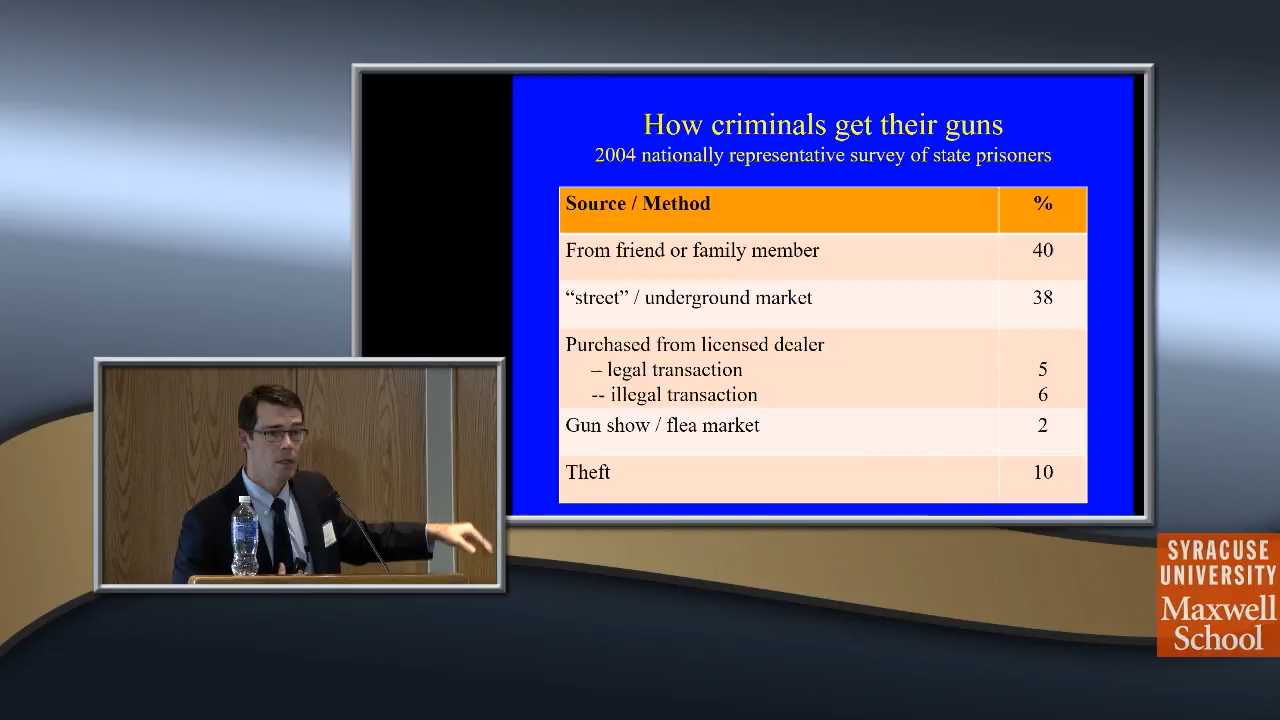 How criminals get their guns
2004 nationally representative survey of state prisoners
Source / Method %
From friend or family member 40
“street” / underground market 38
Purchased from licensed dealer
– legal transaction 5
-- illegal transaction 6
Gun show / flea market 2
Theft 10
SYRACUSE
UNIVERSITY
Maxwell
School